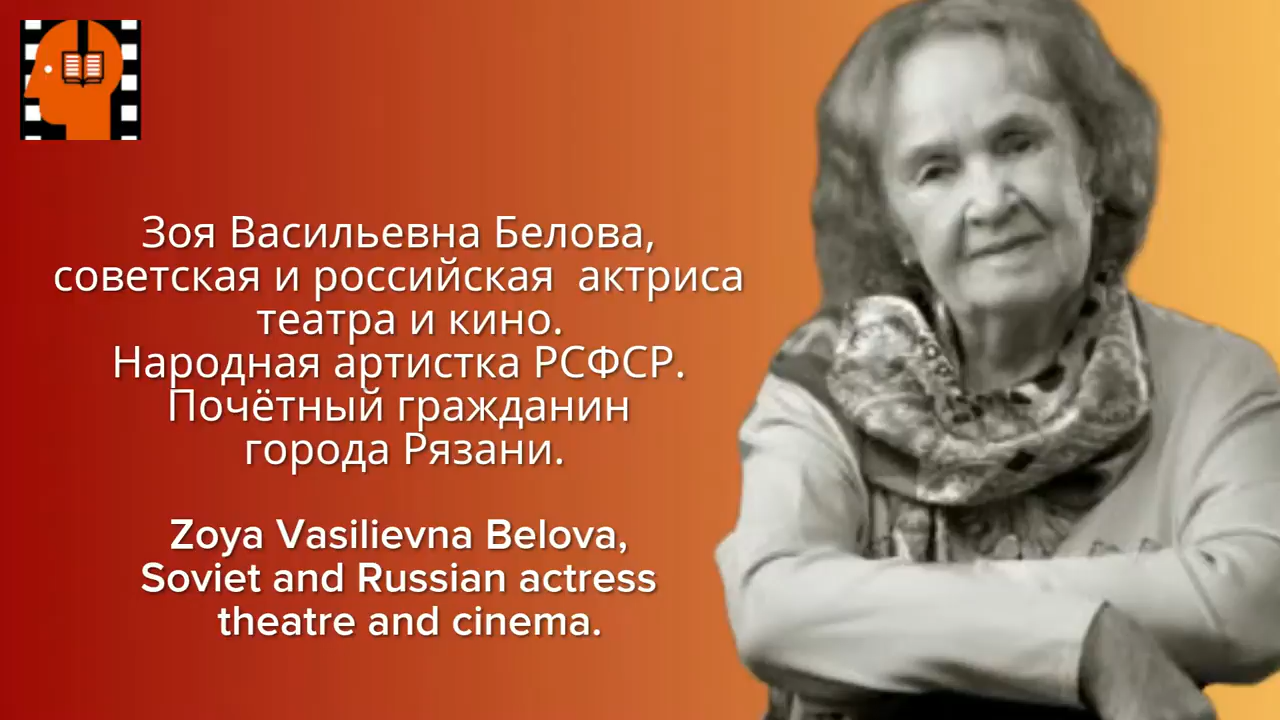 Зоя Васильевна Белова,
советская и российская актриса
театра и кино.
Народная артистка РСФСР.
Почётный гражданин
города Рязани.
Zoya Vasilievna Belova,
Soviet and Russian actress
theatre and cinema.